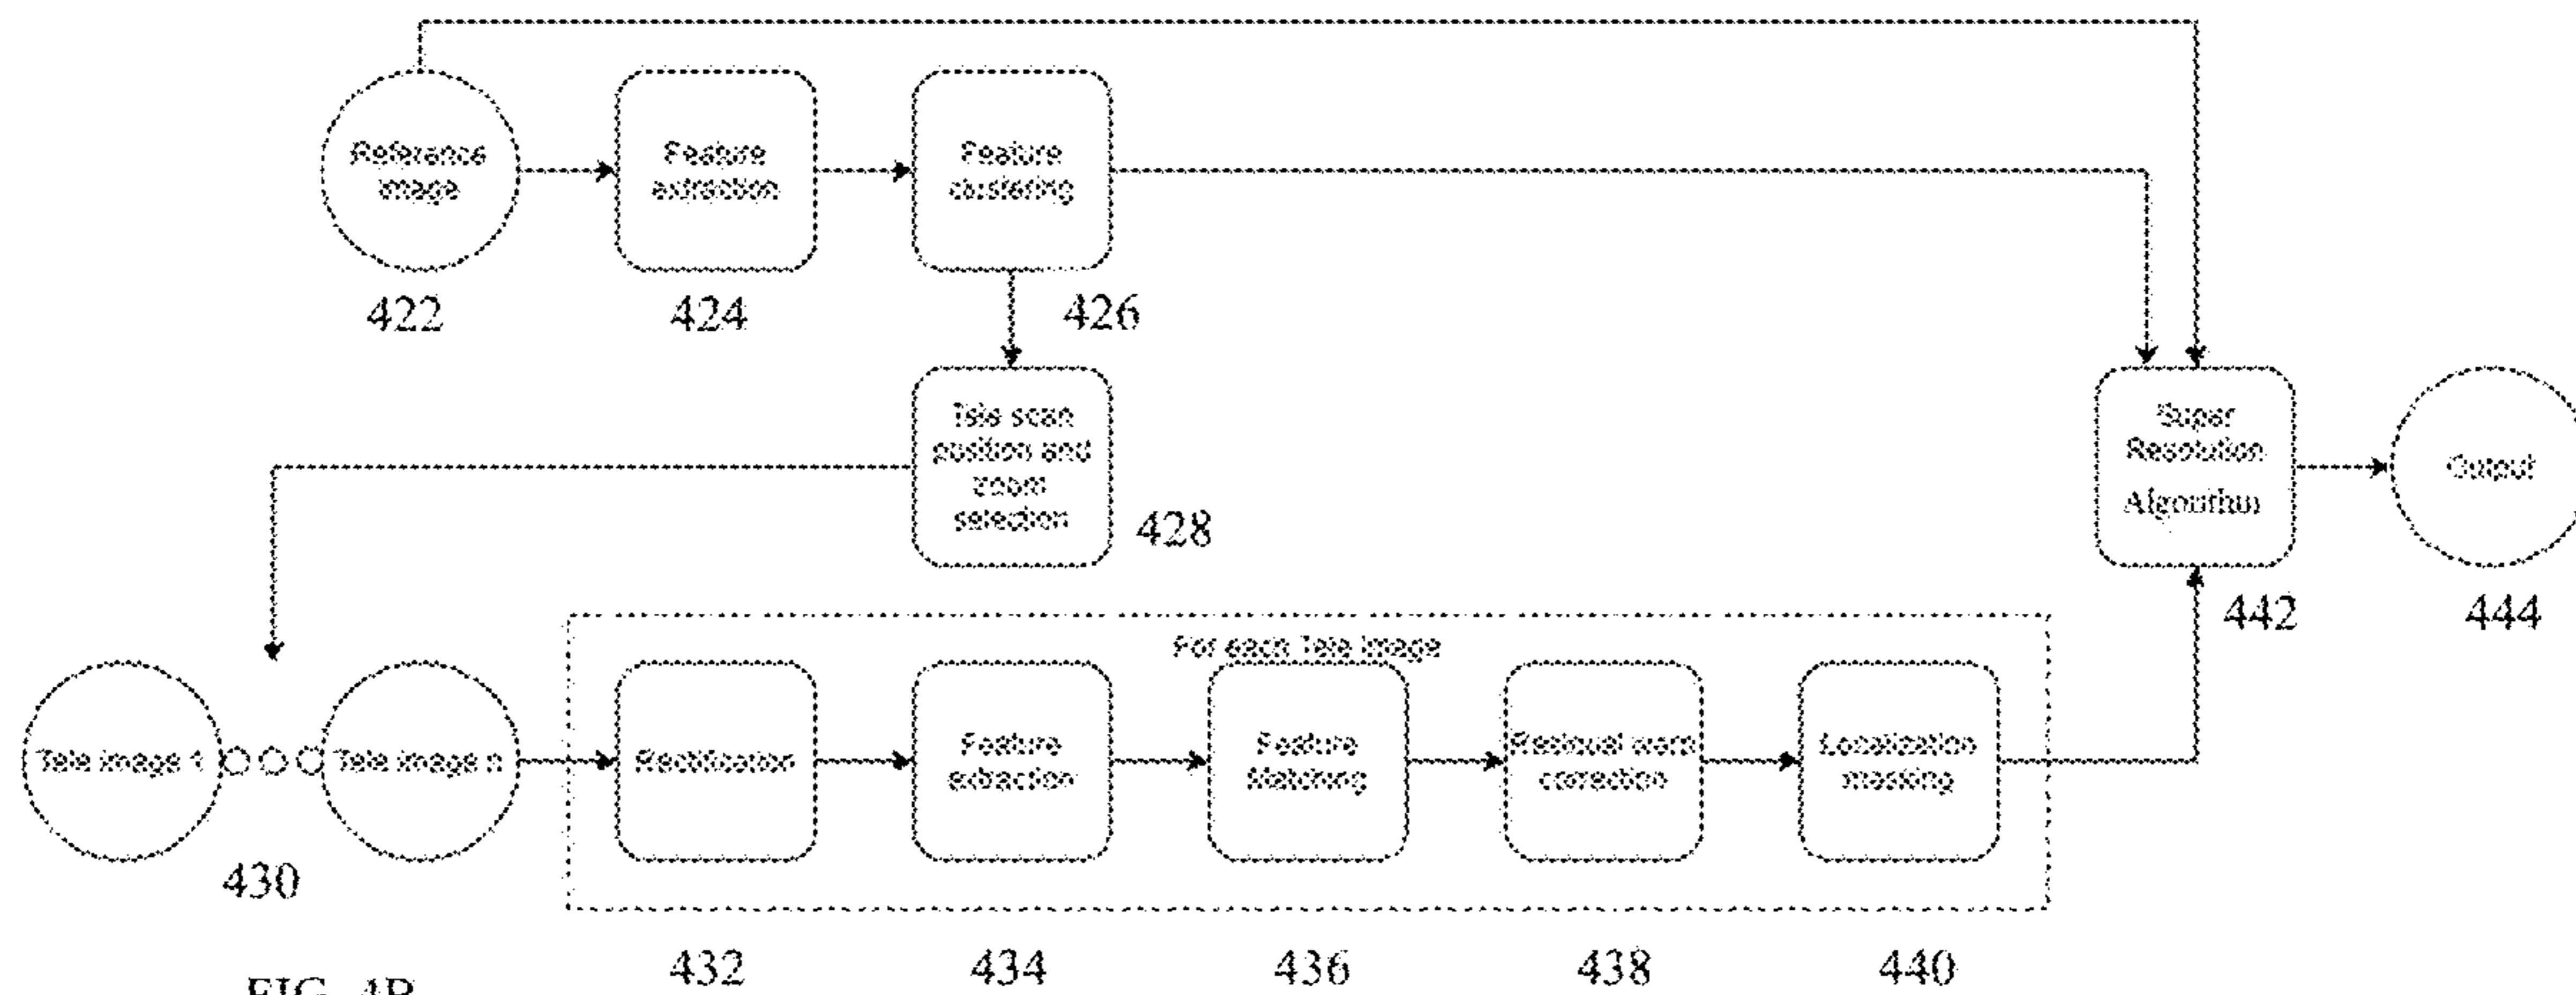 Reference
image
Feature
extraction
Feature
clustering
422
424
426
Tele scan
position and
zoom
selection
428
Super
Resolution
Algorithm
442
Output
444
For each Tele image
Tele image 1
Tele image n
430
Rectification
Feature
extraction
Feature
Matching
Residual warp
correction
Localization
masking
432
434
436
438
440
FIG. 4B